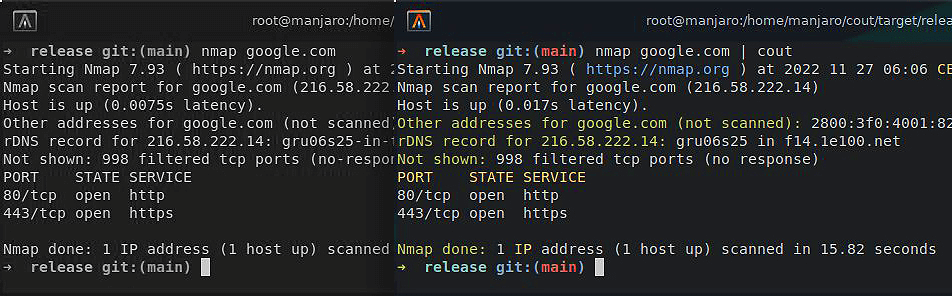 root@manjaro:/home/
➜ release git:(main) nmap google.com
Starting Nmap 7.93 ( https://nmap.org ) at 2
Nmap scan report for google.com (216.58.222
Host is up (0.0075s latency).
Other addresses for google.com (not scanned)
rDNS record for 216.58.222.14: gru06s25-in-
Not shown: 998 filtered tcp ports (no-respon
PORT STATE SERVICE
80/tcp open http
443/tcp open https
Nmap done: 1 IP address (1 host up) scanned
➜ release git:(main)
root@manjaro:/home/manjaro/cout/target/relea
➜ release git:(main) nmap google.com | cout
Starting Nmap 7.93 ( https://nmap.org ) at 2022 11 27 06:06 CE
Nmap scan report for google.com (216.58.222.14)
Host is up (0.017s latency).
Other addresses for google.com (not scanned): 2800:3f0:4001:82
rDNS record for 216.58.222.14: gru06s25 in f14.1e100.net
Not shown: 998 filtered tcp ports (no response)
PORT STATE SERVICE
80/tcp open http
443/tcp open https
Nmap done: 1 IP address (1 host up) scanned in 15.82 seconds
➜ release git:(main)